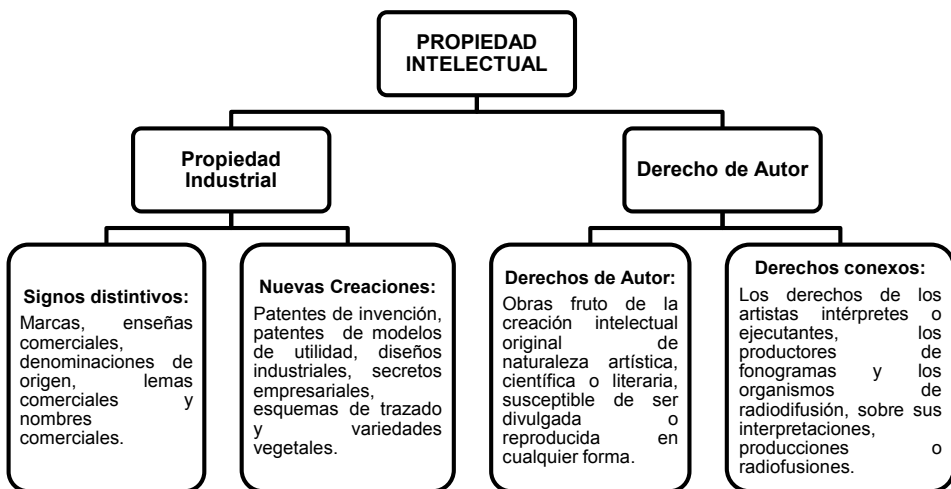 PROPIEDAD
INTELECTUAL
Propiedad
Industrial
Derecho de Autor
Signos distintivos:
Marcas, enseñas
comerciales,
denominaciones de
origen, lemas
comerciales y
nombres
comerciales.
Nuevas Creaciones:
Patentes de invención,
patentes de modelos
de utilidad, diseños
industriales, secretos
empresariales,
esquemas de trazado
y variedades
vegetales.
Derechos de Autor:
Obras fruto de la
creación intelectual
original de
naturaleza artística,
científica o literaria,
susceptible de ser
divulgada o
reproducida en
cualquier forma.
Derechos conexos:
Los derechos de los
artistas intérpretes o
ejecutantes, los
productores de
fonogramas y los
organismos de
radiodifusión, sobre sus
interpretaciones,
producciones o
radiofusiones.